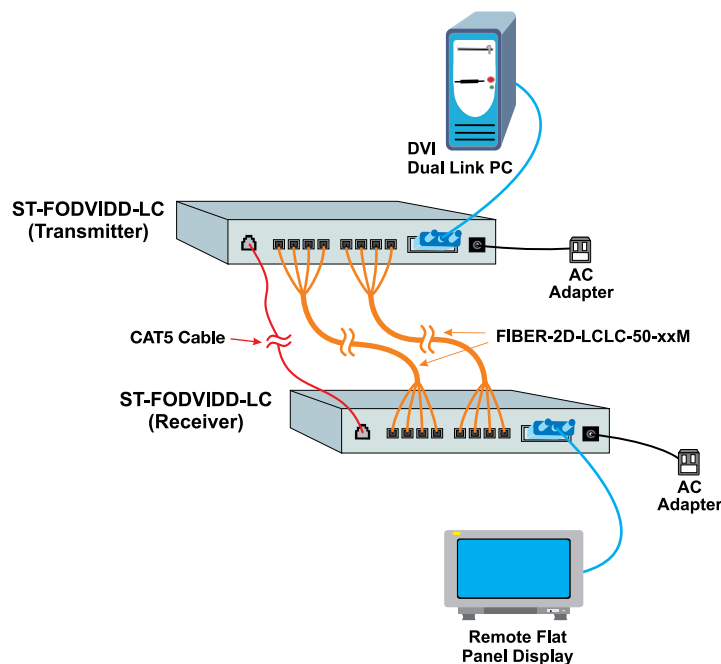 DVI
Dual Link PC
ST-FODVIDD-LC
(Transmitter)
AC
Adapter
CAT5 Cable
FIBER-2D-LCLC-50-xxM
ST-FODVIDD-LC
(Receiver)
AC
Adapter
Remote Flat
Panel Display